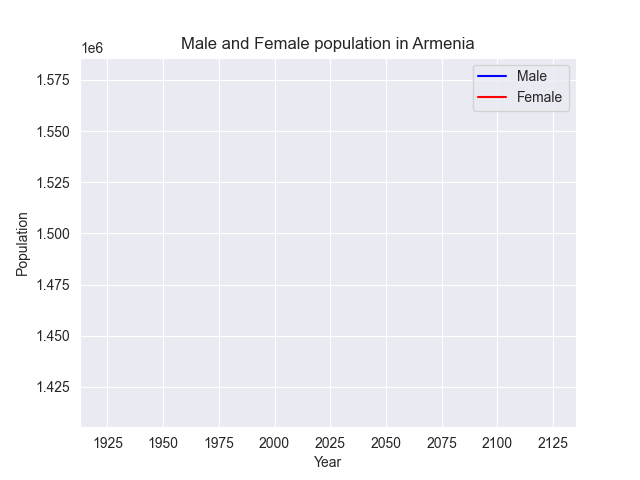 Male and Female population in Armenia
1e6
Male
Female
1.575
1.550
1.525
1.500
1.475
1.450
1.425
Population
1925 1950 1975 2000 2025 2050 2075 2100 2125
Year